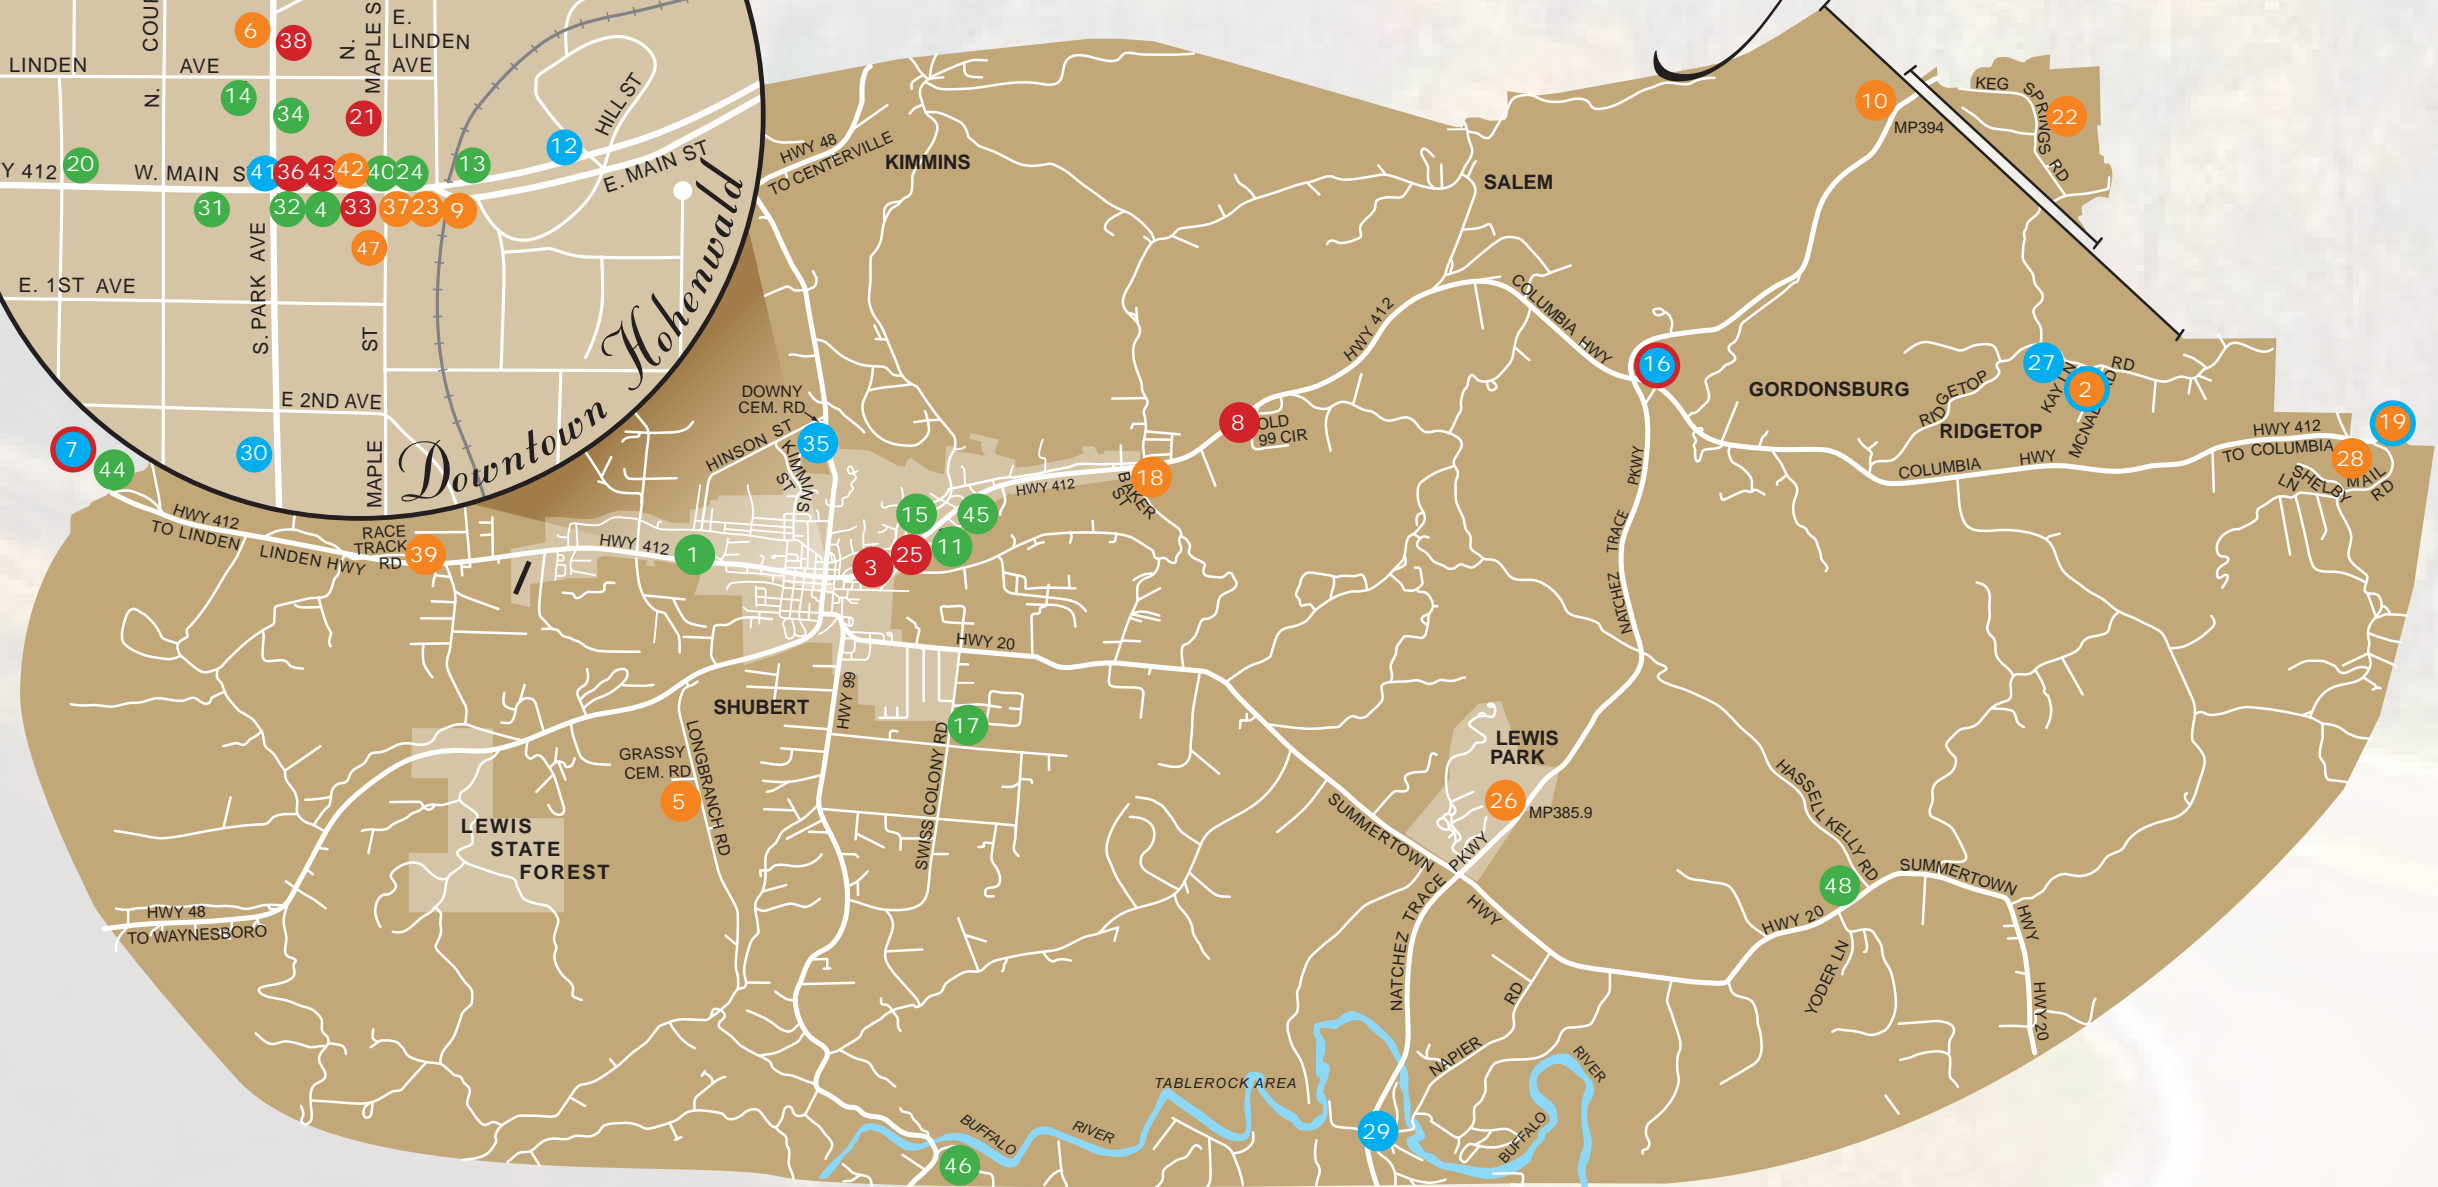 COU
N.
LINDEN
AVE
N.
MAPLE S
E.
LINDEN
AVE
6
38
14
34
21
HILL ST
12
Y 412
20
W. MAIN S
41
36
43
42
40
24
13
E. MAIN ST
31
32
4
33
37
23
9
47
S. PARK AVE
E. 1ST AVE
ST
E 2ND AVE
MAPLE
30
Downtown Hohenwald
7
44
HWY 412
TO LINDEN
LINDEN HWY
RACE
TRACK
RD
39
HWY 412
1
HWY 48
TO CENTERVILLE
KIMMINS
SALEM
10
MP394
KEG
SPRINGS
RD
22
DOWNY
CEM. RD
HINSON ST
KIMMINS
ST
35
15
45
11
25
3
HWY 412
BAKER
ST
18
8
OLD
99 CIR
HWY 412
COLUMBIA HWY
16
GORDONSBURG
RIDGETOP
RD
RIDGETOP
27
2
RD
19
28
HWY 412
TO COLUMBIA
COLUMBIA
HWY
SHELBY
LN
MAIL
RD
PKWY
TRACE
NATCHEZ
HWY 20
HWY 99
SHUBERT
17
SWISS COLONY RD
LONGBRANCH RD
GRASSY
CEM. RD
5
LEWIS
STATE
FOREST
HWY 48
TO WAYNESBORO
LEWIS
PARK
26
MP385.9
SUMMERTOWN
HWY
PKWY
TRACE
NATCHEZ
HASSELL KELLY RD
48
SUMMERTOWN
HWY
HWY 20
HWY 20
YODER LN
NAPIER
RD
TABLEROCK AREA
BUFFALO
RIVER
46
29
BUFFALO
RIVER